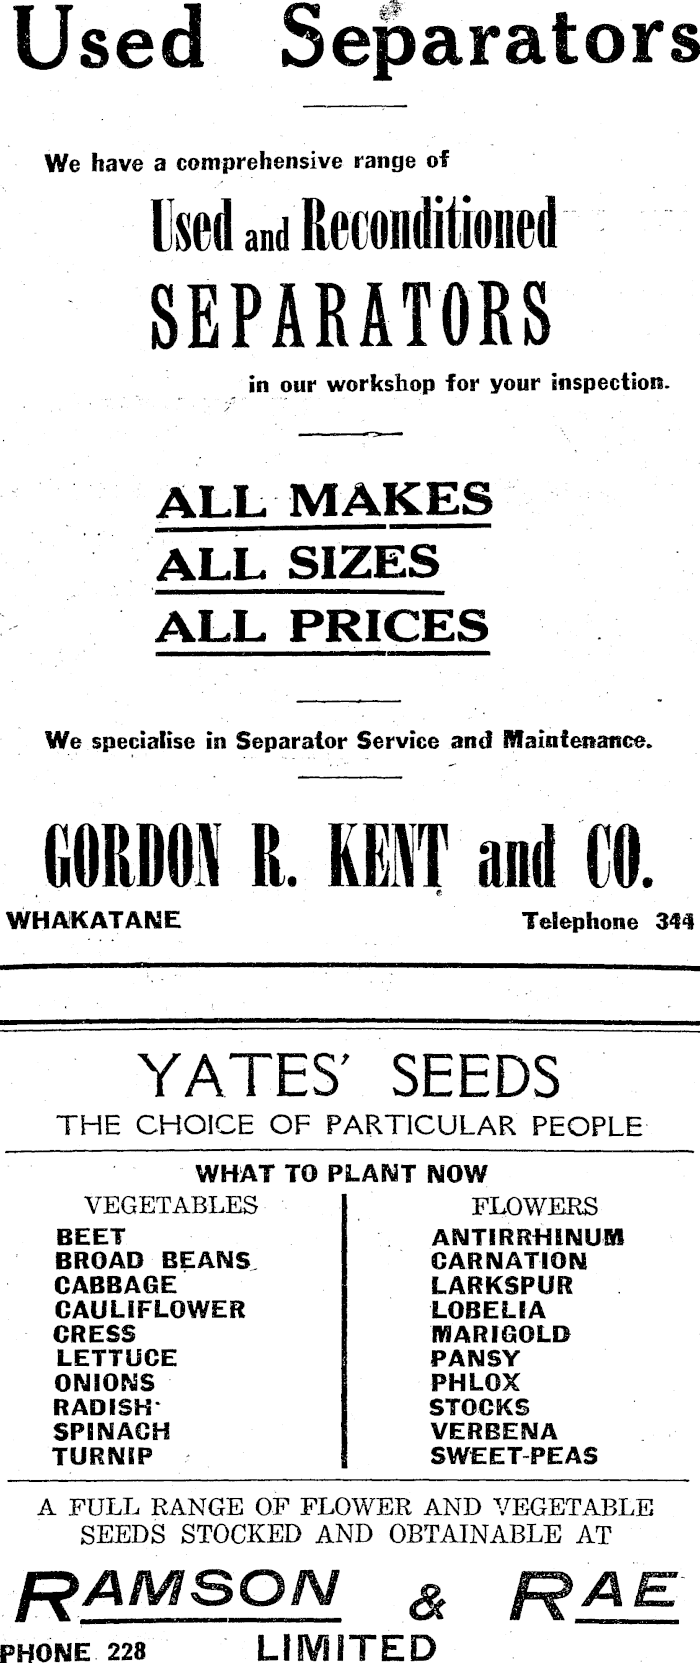 Used Separators
We have a comprehensive range of
Used and Reconditioned
SEPARATORS
in our workshop for your inspection.
ALL MAKES
ALL SIZES
ALL PRICES
We specialise in Separator Service and Maintenance.
GORDON R. KENT and CO.
WHAKATANE Telephone 344
YATES' SEEDS
THE CHOICE OF PARTICULAR PEOPLE
WHAT TO PLANT NOW
VEGETABLES
BEET
BROAD BEANS
CABBAGE
CAULIFLOWER
CRESS
LETTUCE
ONIONS
RADISH
SPINACH
TURNIP
FLOWERS
ANTIRRHINUM
CARNATION
LARKSPUR
LOBELIA
MARIGOLD
PANSY
PHLOX
STOCKS
VERBENA
SWEET-PEAS
A FULL RANGE OF FLOWER AND VEGETABLE
SEEDS STOCKED AND OBTAINABLE AT
RAMSON & RAE
PHONE 228 LIMITED